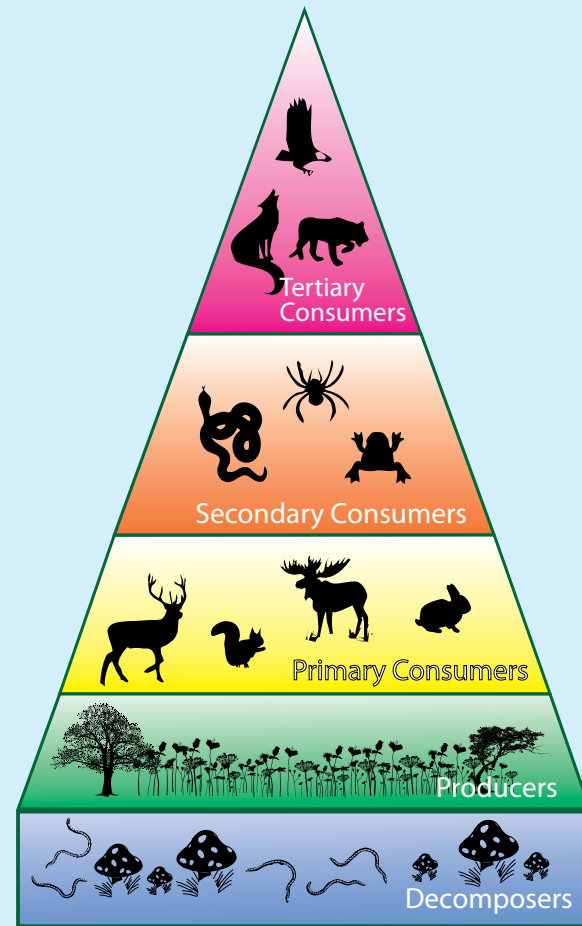 Tertiary
Consumers
Secondary Consumers
Primary Consumers
Producers
Decomposers